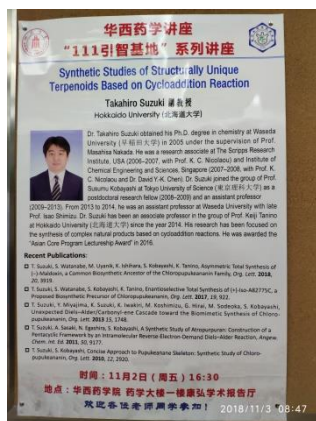 华西药学讲座
“111引智基地”系列讲座
Synthetic Studies of Structurally Unique
Terpenoids Based on Cycloaddition Reaction
Takahiro Suzuki 副教授
Hokkaido University (北海道大学)
Dr. Takahiro Suzuki obtained his Ph.D. degree in chemistry at Waseda
University (早稲田大学) in 2005 under the supervision of Prof.
Masahisa Nakada. He was a research associate at The Scripps Research
Institute, USA (2006-2007, with Prof. K. C. Nicolaou) and Institute of
Chemical Engineering and Sciences, Singapore (2007-2008, with Prof. K.
C. Nicolaou and Dr. David Y.-K. Chen). Dr. Suzuki joined the group of Prof.
Susumu Kobayashi at Tokyo University of Science (東京理科大学) as a
postdoctoral research fellow (2008-2009) and an assistant professor
(2009-2013). From 2013 to 2014, he was an assistant professor at Waseda University with late
Prof. Isao Shimizu. Dr. Suzuki has been an associate professor in the group of Prof. Keiji Tanino
at Hokkaido University (北海道大学) since the year 2014. His research has been focused on
the synthesis of complex natural products based on cycloaddition reactions. He was awarded the
"Asian Core Program Lectureship Award" in 2016.
Recent Publications:
T. Suzuki, S. Watanabe, M. Uyanik, K. Ishihara, S. Kobayashi, K. Tanino, Asymmetric Total Synthesis of
(−)-Maldoxin, a Common Biosynthetic Ancestor of the Chloropupukeananin Family, Org. Lett. 2018,
20, 3919.
T. Suzuki, S. Watanabe, S. Kobayashi, K. Tanino, Enantioselective Total Synthesis of (+)-Iso-A82775C, a
Proposed Biosynthetic Precursor of Chloropupukeananin, Org. Lett. 2017, 19, 922.
T. Suzuki, Y. Miyajima, K. Suzuki, K. Iwakiri, M. Koshimizu, G. Hirai, M. Sodeoka, S. Kobayashi,
Unexpected Diels–Alder/Carbonyl-ene Cascade toward the Biomimetic Synthesis of Chloro-
pupukeananin, Org. Lett. 2013, 15, 1748.
T. Suzuki, A. Sasaki, N. Egashira, S. Kobayashi, A Synthetic Study of Atropurpuran: Construction of a
Pentacyclic Framework by an Intramolecular Reverse-Electron-Demand Diels–Alder Reaction, Angew.
Chem. Int. Ed. 2011, 50, 9177.
T. Suzuki, S. Kobayashi, Concise Approach to Pupukeanane Skeleton: Synthetic Study of Chloro-
pupukeananin, Org. Lett. 2010, 12, 2920.
时间：11月2日（周五）16:30
地点：华西药学院 药学大楼一楼康弘学术报告厅
欢迎各位老师同学参加！
2018/11/3 08:47